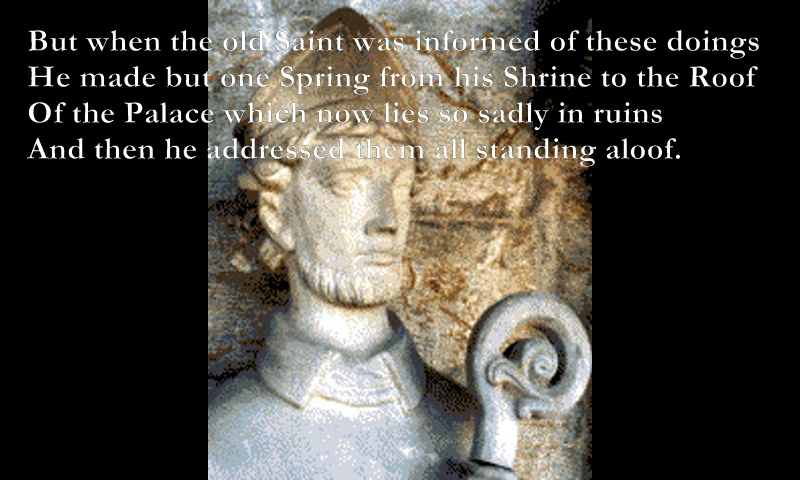 But when the old Saint was informed of these doings
He made but one Spring from his Shrine to the Roof
Of the Palace which now lies so sadly in ruins
And then he addressed them all standing aloof.